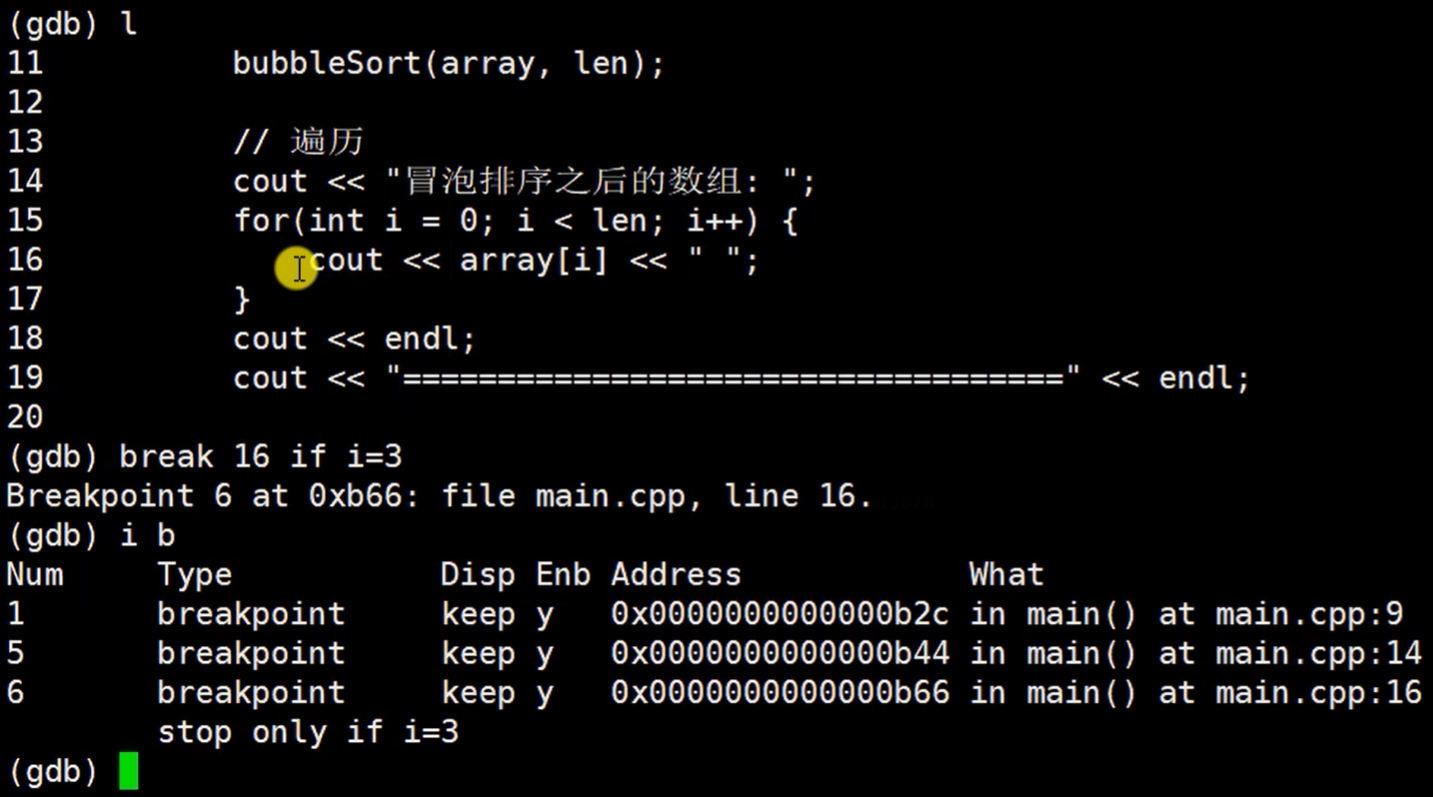 (gdb) l
11          bubbleSort(array, len);
12
13          // 遍历
14          cout << "冒泡排序之后的数组: ";
15          for(int i = 0; i < len; i++) {
16              cout << array[i] << " ";
17          }
18          cout << endl;
19          cout << "===================================" << endl;
20
(gdb) break 16 if i=3
Breakpoint 6 at 0xb66: file main.cpp, line 16.
(gdb) i b
Num     Type           Disp Enb Address            What
1       breakpoint     keep y   0x0000000000000b2c in main() at main.cpp:9
5       breakpoint     keep y   0x0000000000000b44 in main() at main.cpp:14
6       breakpoint     keep y   0x0000000000000b66 in main() at main.cpp:16
        stop only if i=3
(gdb)